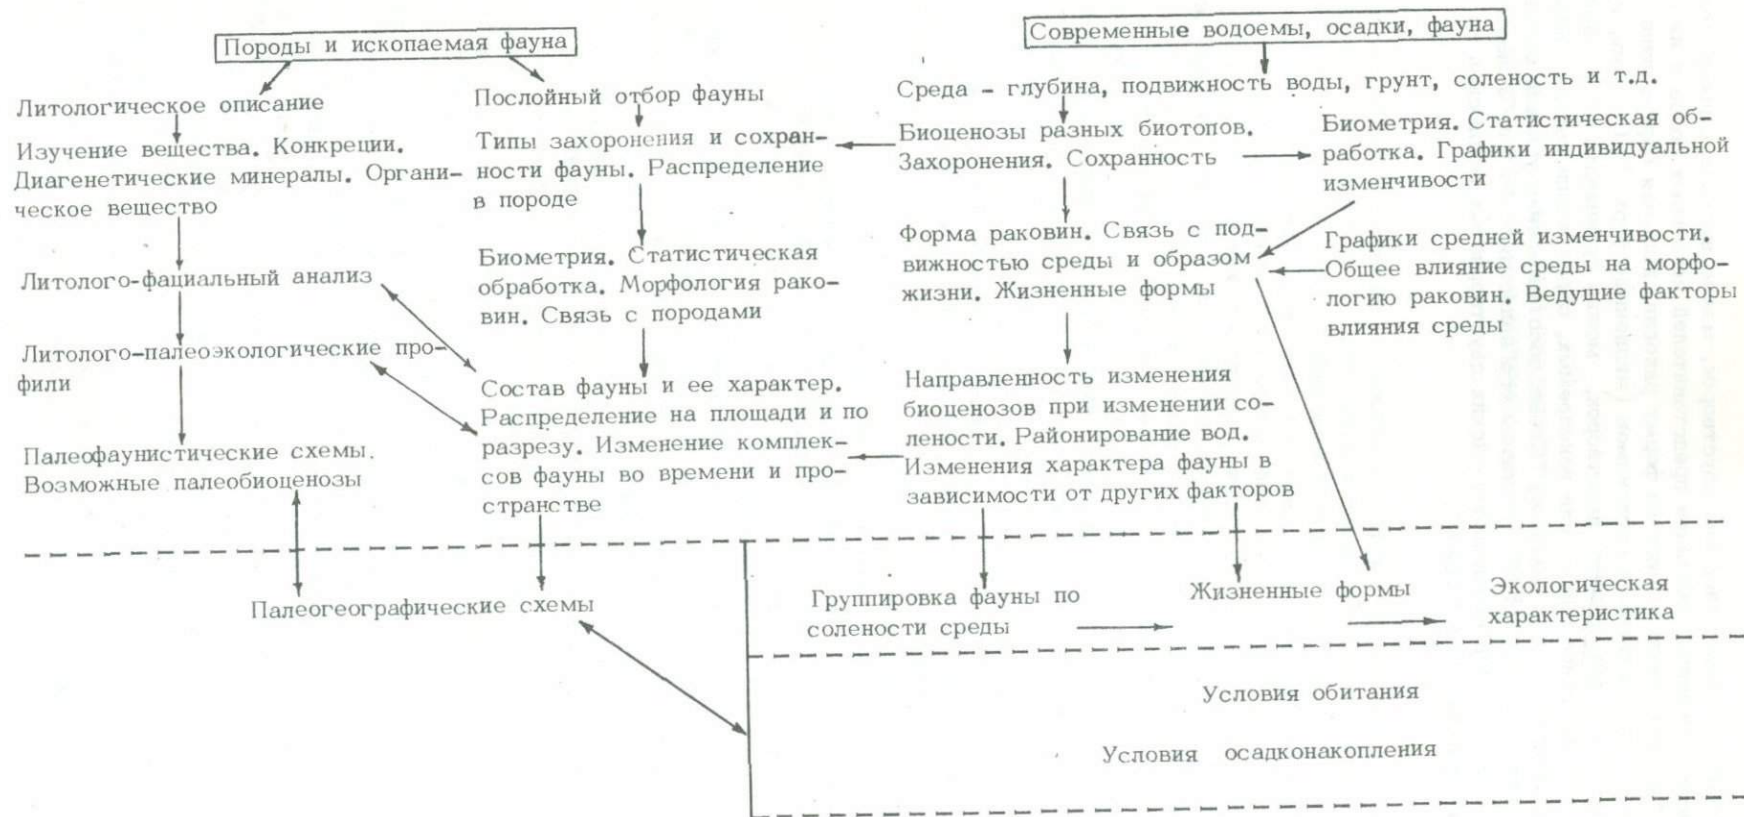 Породы и ископаемая фауна
Литологическое описание
Изучение вещества. Конкреции.
Диагенетические минералы. Органи-
ческое вещество
Литолого-фациальный анализ
Литолого-палеоэкологические про-
фили
Палеофаунистические схемы.
Возможные палеобиоценозы
Послойный отбор фауны
Типы захоронения и сохран-
ности фауны. Распределение
в породе
Биометрия. Статистическая
обработка. Морфология рако-
вин. Связь с породами
Состав фауны и ее характер.
Распределение на площади и по
разрезу. Изменение комплек-
сов фауны во времени и про-
странстве
Палеогеографические схемы
Современные водоемы, осадки, фауна
Среда - глубина, подвижность воды, грунт, соленость и т.д.
Биоценозы разных биотопов.
Захоронения. Сохранность
Биометрия. Статистическая об-
работка. Графики индивидуальной
изменчивости
Форма раковин. Связь с под-
вижностью среды и образом
жизни. Жизненные формы
Графики средней изменчивости.
Общее влияние среды на морфо-
логию раковин. Ведущие факторы
влияния среды
Направленность изменения
биоценозов при изменении со-
лености. Районирование вод.
Изменения характера фауны в
зависимости от других факторов
Группировка фауны по
солености среды
Жизненные формы
Экологическая
характеристика
Условия обитания
Условия осадконакопления